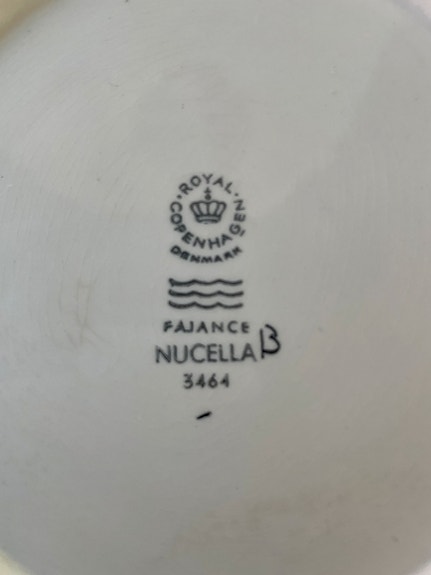 ROYAL
COPENHAGEN
DENMARK
FAJANCE
NUCELLA B
3464